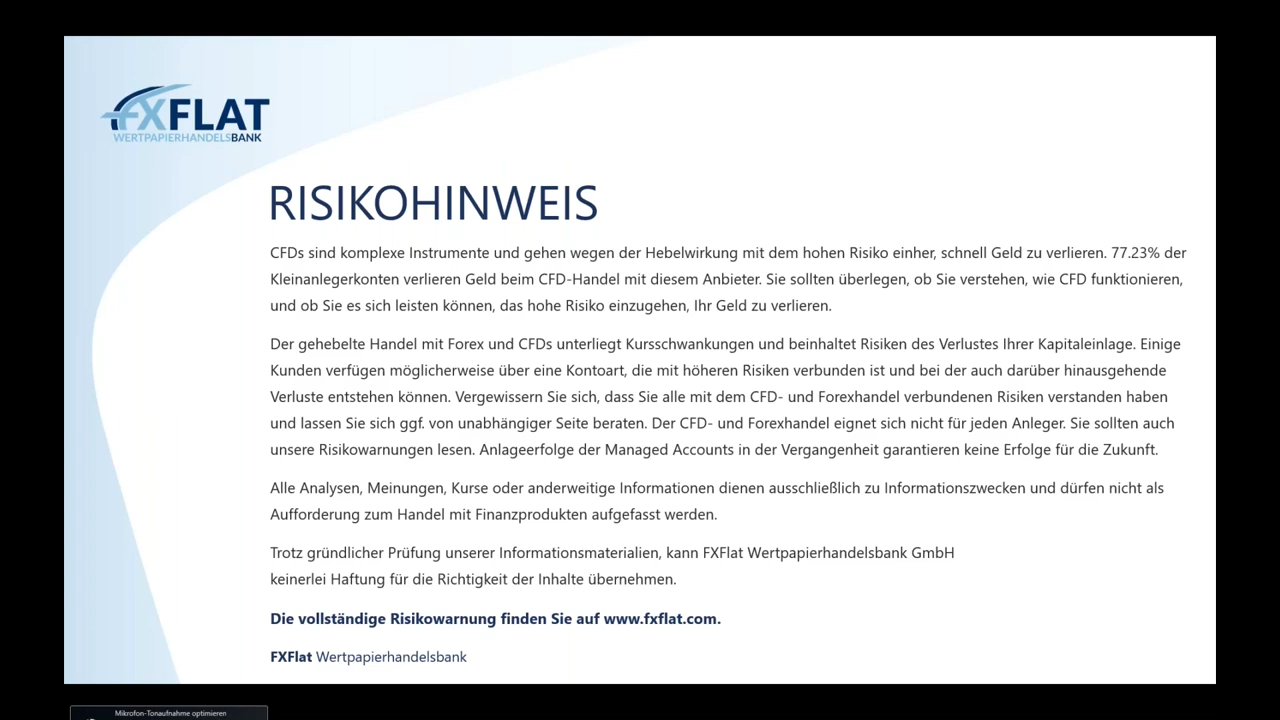 FXFLAT
WERTPAPIERHANDELSBANK
RISIKOHINWEIS
CFDs sind komplexe Instrumente und gehen wegen der Hebelwirkung mit dem hohen Risiko einher, schnell Geld zu verlieren. 77.23% der
Kleinanlegerkonten verlieren Geld beim CFD-Handel mit diesem Anbieter. Sie sollten überlegen, ob Sie verstehen, wie CFD funktionieren,
und ob Sie es sich leisten können, das hohe Risiko einzugehen, Ihr Geld zu verlieren.
Der gehebelte Handel mit Forex und CFDs unterliegt Kursschwankungen und beinhaltet Risiken des Verlustes Ihrer Kapitaleinlage. Einige
Kunden verfügen möglicherweise über eine Kontoart, die mit höheren Risiken verbunden ist und bei der auch darüber hinausgehende
Verluste entstehen können. Vergewissern Sie sich, dass Sie alle mit dem CFD- und Forexhandel verbundenen Risiken verstanden haben
und lassen Sie sich ggf. von unabhängiger Seite beraten. Der CFD- und Forexhandel eignet sich nicht für jeden Anleger. Sie sollten auch
unsere Risikowarnungen lesen. Anlageerfolge der Managed Accounts in der Vergangenheit garantieren keine Erfolge für die Zukunft.
Alle Analysen, Meinungen, Kurse oder anderweitige Informationen dienen ausschließlich zu Informationszwecken und dürfen nicht als
Aufforderung zum Handel mit Finanzprodukten aufgefasst werden.
Trotz gründlicher Prüfung unserer Informationsmaterialien, kann FXFlat Wertpapierhandelsbank GmbH
keinerlei Haftung für die Richtigkeit der Inhalte übernehmen.
Die vollständige Risikowarnung finden Sie auf www.fxflat.com.
FXFlat Wertpapierhandelsbank
Mikrofon-Tonaufnahme optimieren